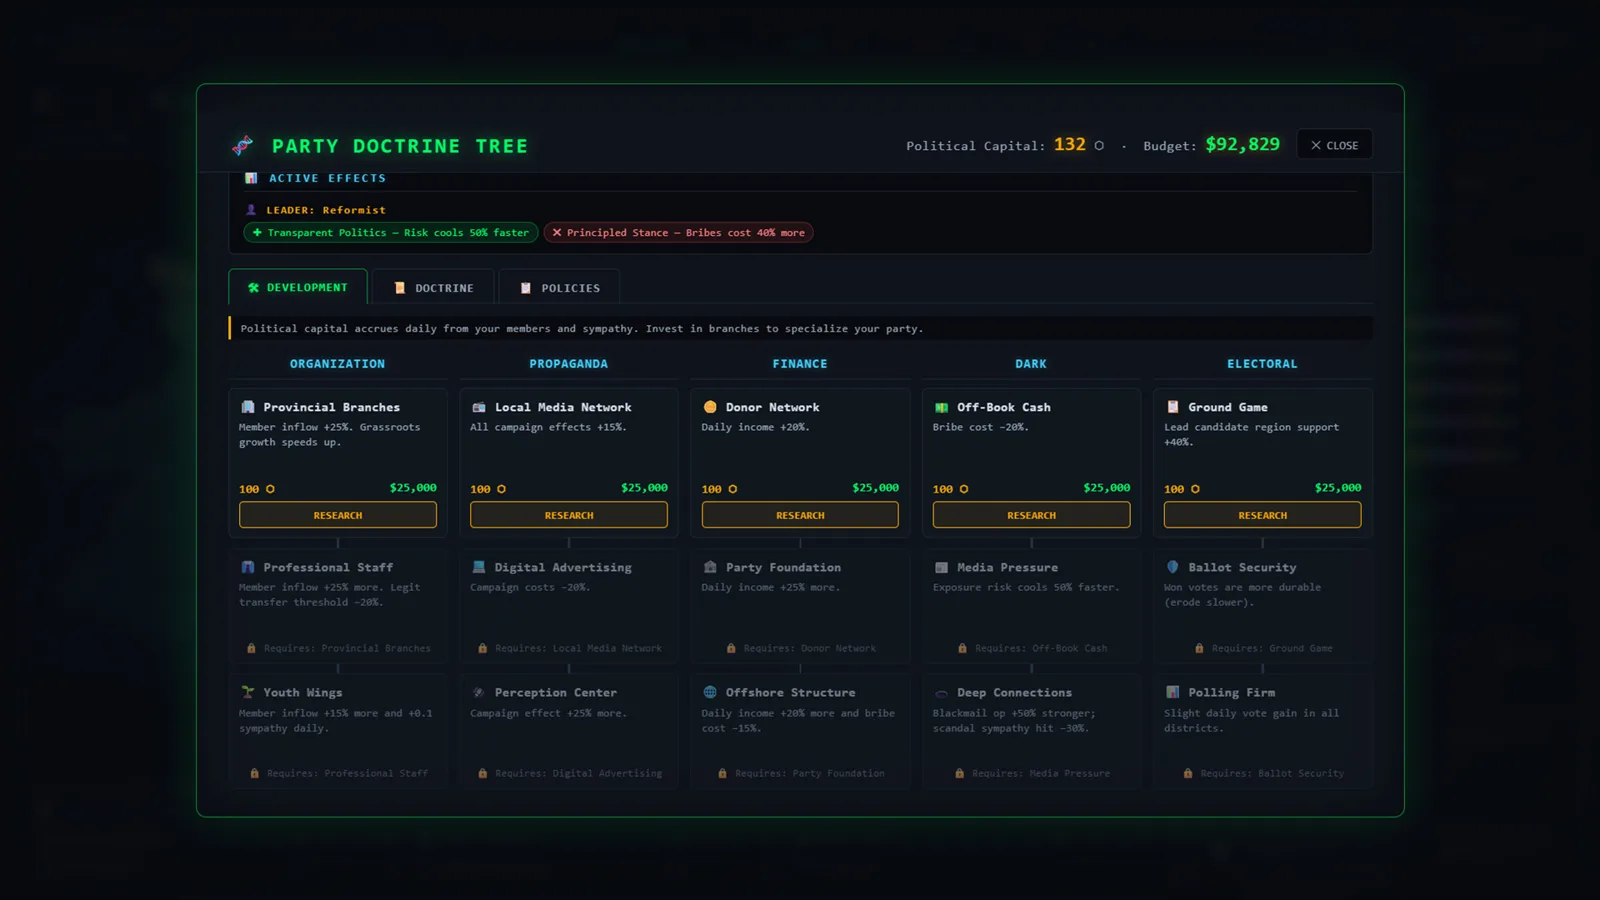 PARTY DOCTRINE TREE
Political Capital: 132 ⬡ · Budget: $92,829
✕ CLOSE
ACTIVE EFFECTS
LEADER: Reformist
+ Transparent Politics — Risk cools 50% faster
✕ Principled Stance — Bribes cost 40% more
DEVELOPMENT
DOCTRINE
POLICIES
Political capital accrues daily from your members and sympathy. Invest in branches to specialize your party.
ORGANIZATION
PROPAGANDA
FINANCE
DARK
ELECTORAL
Provincial Branches
Member inflow +25%. Grassroots
growth speeds up.
100 ⬡ $25,000
RESEARCH
Local Media Network
All campaign effects +15%.
100 ⬡ $25,000
RESEARCH
Donor Network
Daily income +20%.
100 ⬡ $25,000
RESEARCH
Off-Book Cash
Bribe cost −20%.
100 ⬡ $25,000
RESEARCH
Ground Game
Lead candidate region support
+40%.
100 ⬡ $25,000
RESEARCH
Professional Staff
Member inflow +25% more. Legit
transfer threshold −20%.
Requires: Provincial Branches
Digital Advertising
Campaign costs −20%.
Requires: Local Media Network
Party Foundation
Daily income +25% more.
Requires: Donor Network
Media Pressure
Exposure risk cools 50% faster.
Requires: Off-Book Cash
Ballot Security
Won votes are more durable
(erode slower).
Requires: Ground Game
Youth Wings
Member inflow +15% more and +0.1
sympathy daily.
Requires: Professional Staff
Perception Center
Campaign effect +25% more.
Requires: Digital Advertising
Offshore Structure
Daily income +20% more and bribe
cost −15%.
Requires: Party Foundation
Deep Connections
Blackmail op +50% stronger;
scandal sympathy hit −30%.
Requires: Media Pressure
Polling Firm
Slight daily vote gain in all
districts.
Requires: Ballot Security